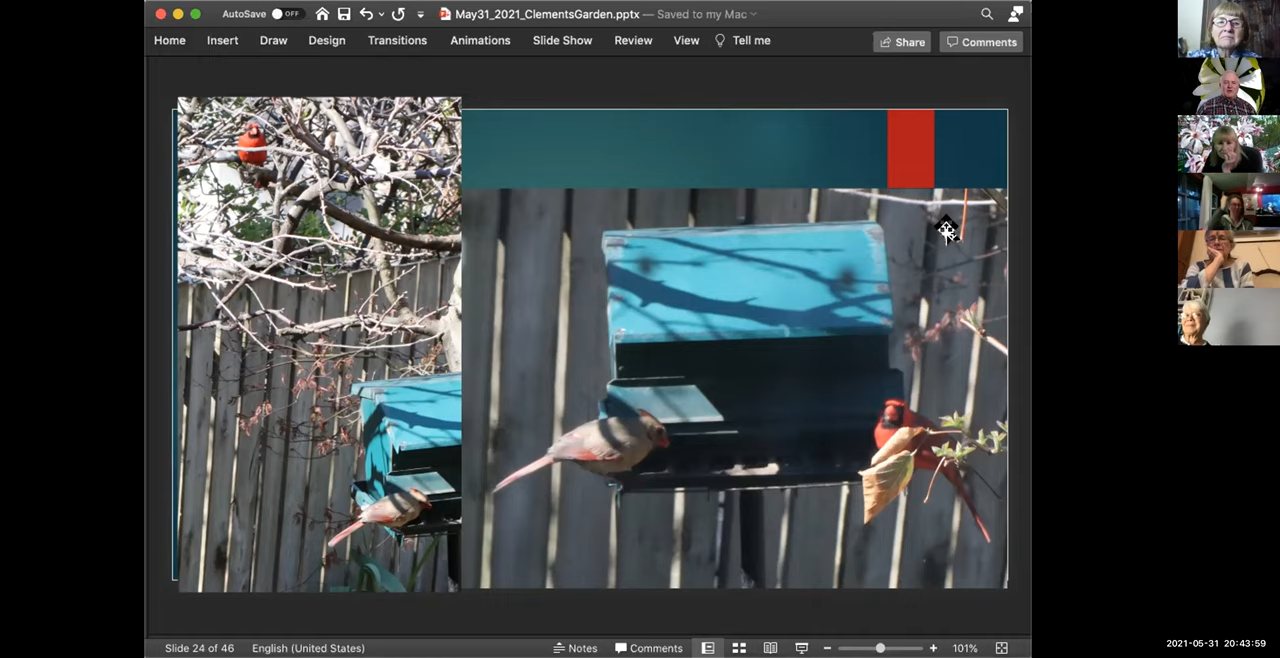 AutoSave OFF May31_2021_ClementsGarden.pptx — Saved to my Mac
Home Insert Draw Design Transitions Animations Slide Show Review View Tell me Share Comments
Slide 24 of 46 English (United States) Notes Comments 101%
2021-05-31 20:43:59